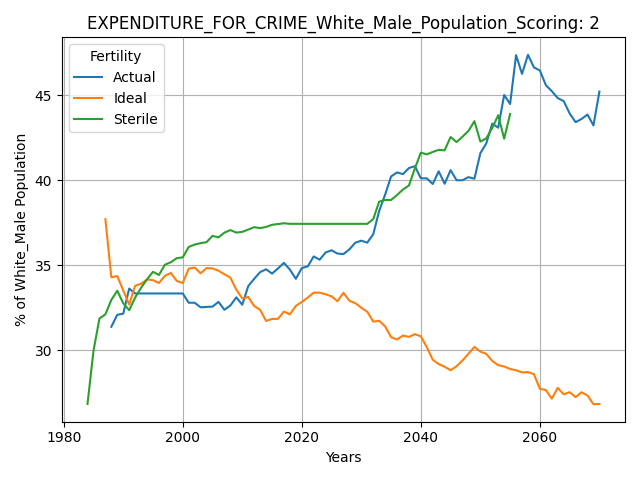 EXPENDITURE_FOR_CRIME_White_Male_Population_Scoring: 2
Fertility
Actual
Ideal
Sterile
% of White_Male Population
45
40
35
30
1980
2000
2020
2040
2060
Years